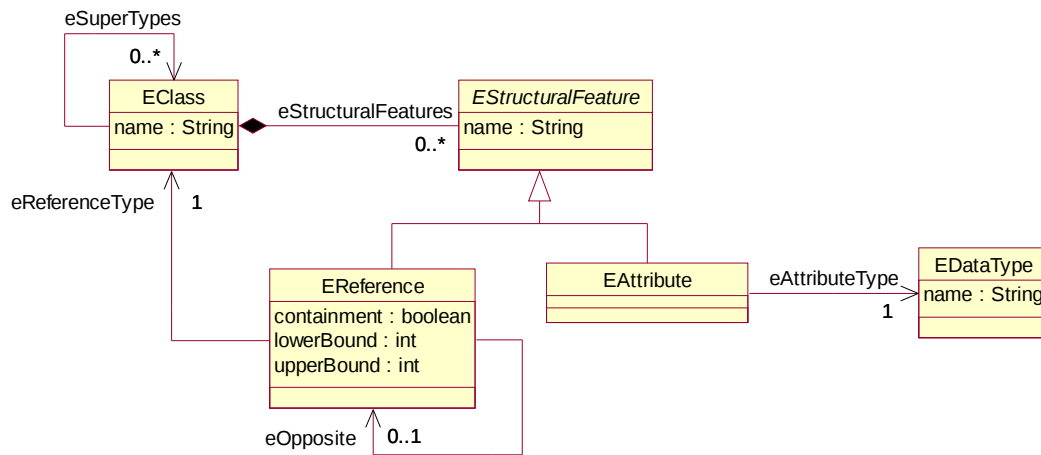 eSuperTypes
0..*
EClass
name : String
eStructuralFeatures
0..*
EStructuralFeature
name : String
eReferenceType
1
EReference
containment : boolean
lowerBound : int
upperBound : int
eOpposite
0..1
EAttribute
eAttributeType
1
EDataType
name : String